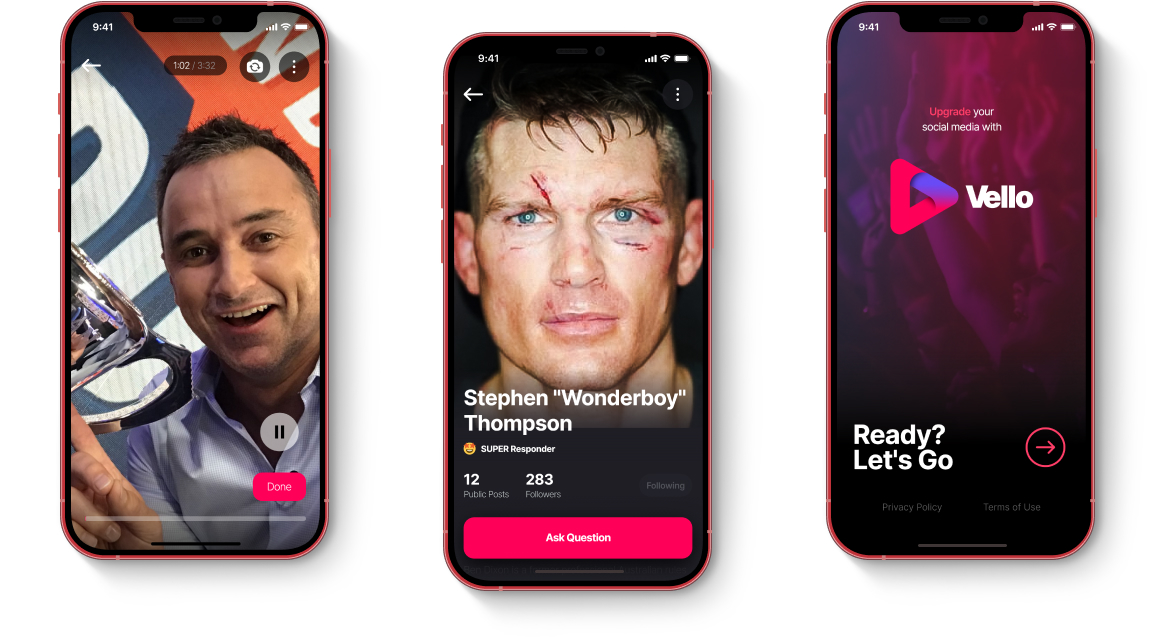 9:41
1:02 / 3:32
Done
9:41
Stephen "Wonderboy"
Thompson
SUPER Responder
12
Public Posts
283
Followers
Following
Ask Question
9:41
Upgrade your
social media with
Vello
Ready?
Let's Go
Privacy Policy
Terms of Use